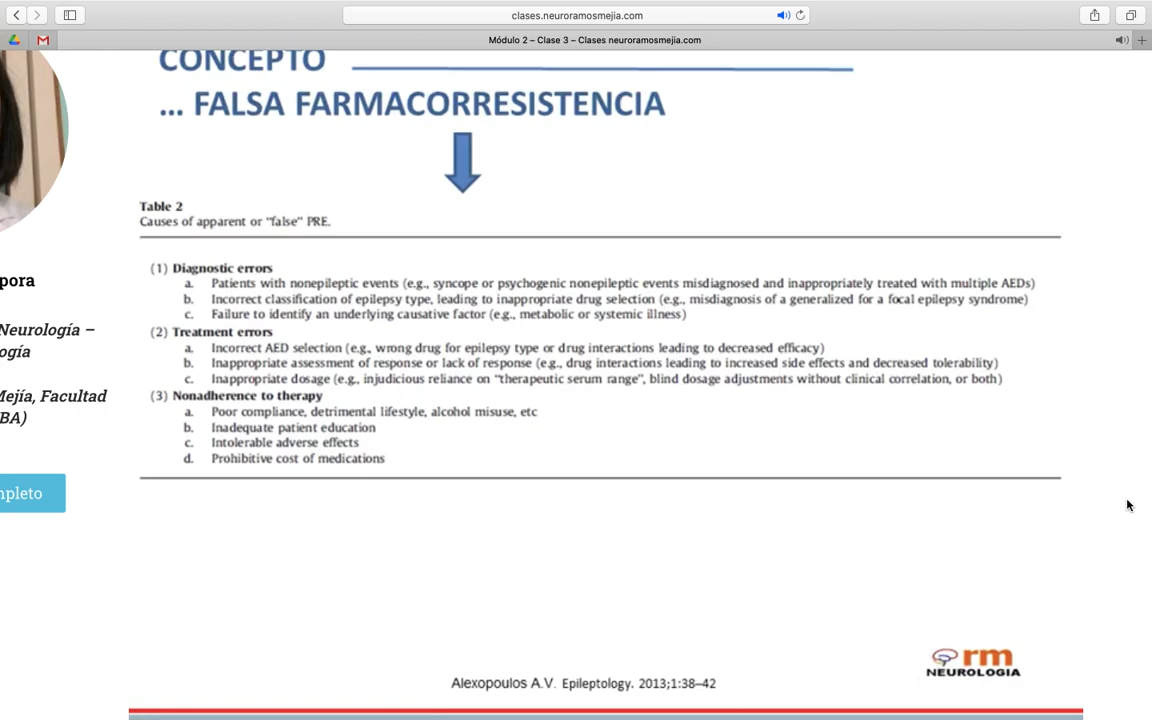 clases.neuroramosmejia.com
Módulo 2 – Clase 3 – Clases neuroramosmejia.com
CONCEPTO
... FALSA FARMACORRESISTENCIA
Table 2
Causes of apparent or "false" PRE.
(1) Diagnostic errors
a. Patients with nonepileptic events (e.g., syncope or psychogenic nonepileptic events misdiagnosed and inappropriately treated with multiple AEDs)
b. Incorrect classification of epilepsy type, leading to inappropriate drug selection (e.g., misdiagnosis of a generalized for a focal epilepsy syndrome)
c. Failure to identify an underlying causative factor (e.g., metabolic or systemic illness)
(2) Treatment errors
a. Incorrect AED selection (e.g., wrong drug for epilepsy type or drug interactions leading to decreased efficacy)
b. Inappropriate assessment of response or lack of response (e.g., drug interactions leading to increased side effects and decreased tolerability)
c. Inappropriate dosage (e.g., injudicious reliance on "therapeutic serum range", blind dosage adjustments without clinical correlation, or both)
(3) Nonadherence to therapy
a. Poor compliance, detrimental lifestyle, alcohol misuse, etc
b. Inadequate patient education
c. Intolerable adverse effects
d. Prohibitive cost of medications
pora
Neurología –
ogía
Mejía, Facultad
BA)
npleto
rm
NEUROLOGIA
Alexopoulos A.V. Epileptology. 2013;1:38–42